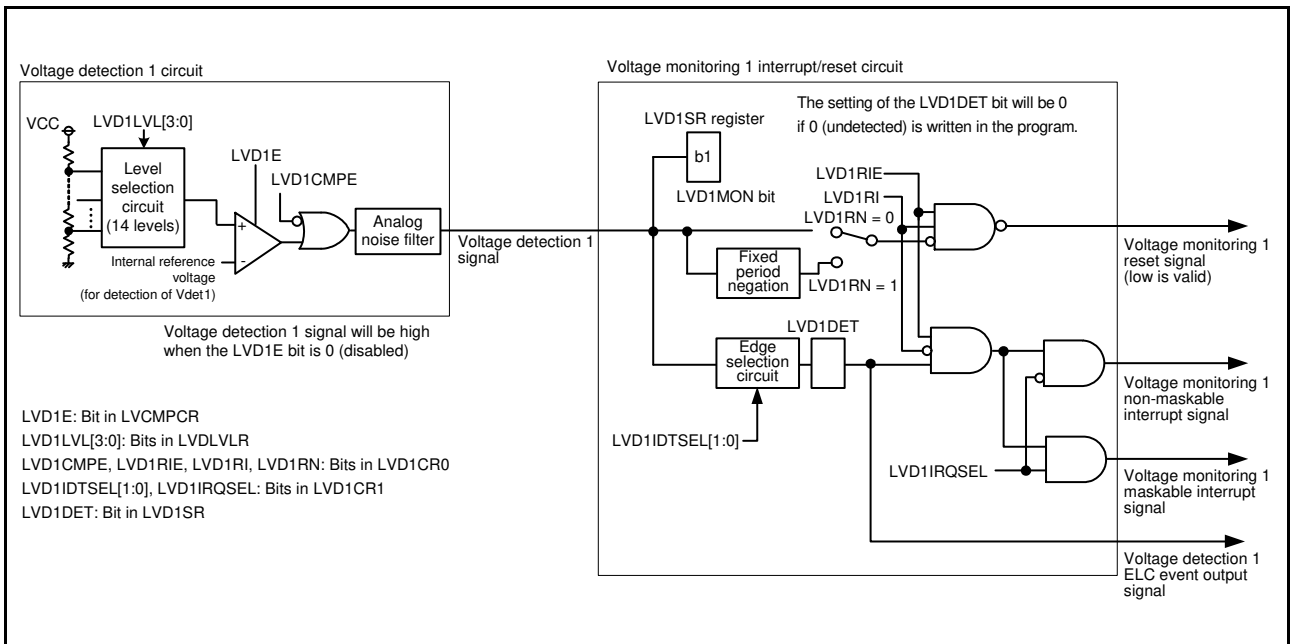 Voltage detection 1 circuit
VCC
LVD1LVL[3:0]
Level
selection
circuit
(14 levels)
LVD1E
LVD1CMPE
+
-
Internal reference
voltage
(for detection of Vdet1)
Analog
noise filter
Voltage detection 1
signal
Voltage detection 1 signal will be high
when the LVD1E bit is 0 (disabled)
Voltage monitoring 1 interrupt/reset circuit
The setting of the LVD1DET bit will be 0
if 0 (undetected) is written in the program.
LVD1SR register
b1
LVD1MON bit
LVD1RIE
LVD1RI
LVD1RN = 0
Fixed
period
negation
LVD1RN = 1
LVD1DET
Edge
selection
circuit
LVD1IDTSEL[1:0]
LVD1IRQSEL
Voltage monitoring 1
reset signal
(low is valid)
Voltage monitoring 1
non-maskable
interrupt signal
Voltage monitoring 1
maskable interrupt
signal
Voltage detection 1
ELC event output
signal
LVD1E: Bit in LVCMPCR
LVD1LVL[3:0]: Bits in LVDLVLR
LVD1CMPE, LVD1RIE, LVD1RI, LVD1RN: Bits in LVD1CR0
LVD1IDTSEL[1:0], LVD1IRQSEL: Bits in LVD1CR1
LVD1DET: Bit in LVD1SR